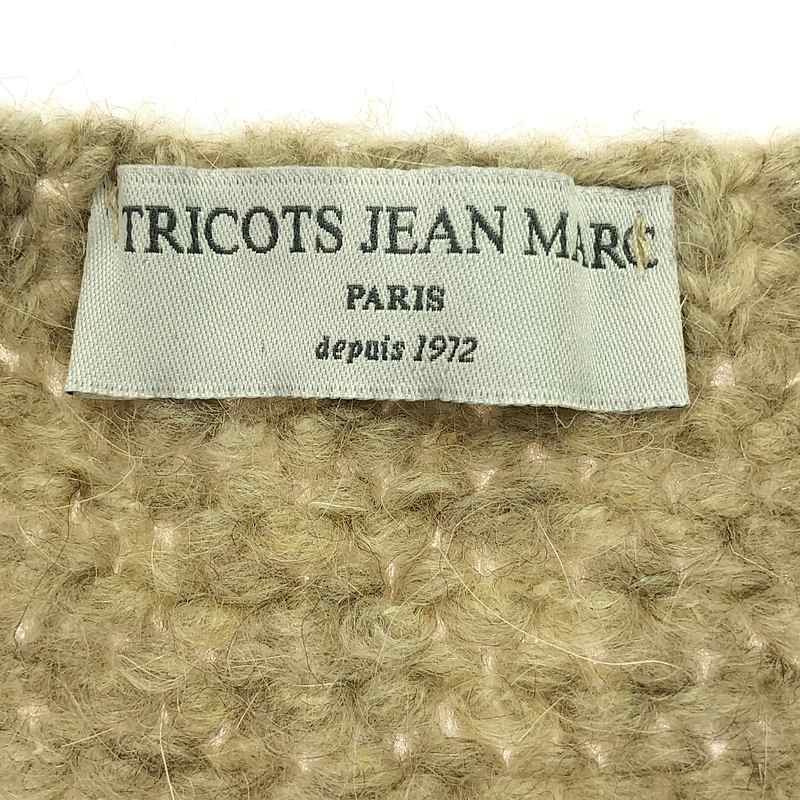 TRICOTS JEAN MARC
PARIS
depuis 1972